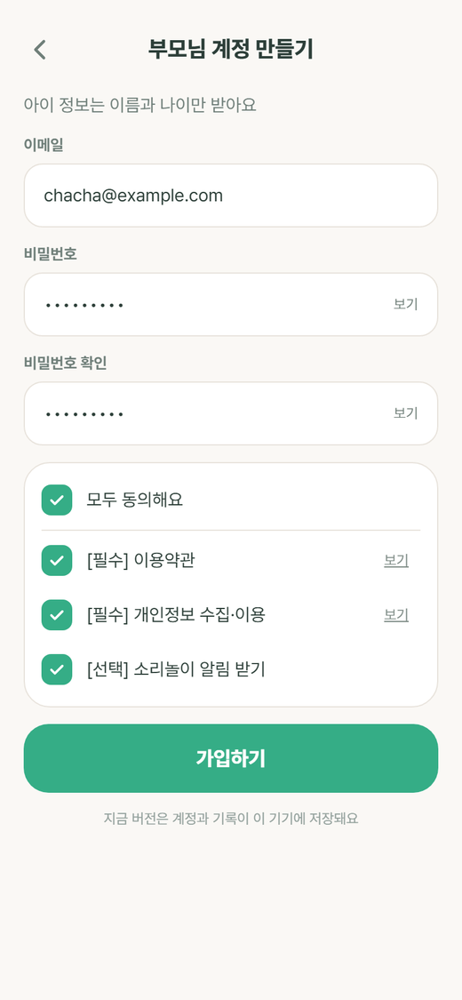 부모님 계정 만들기
아이 정보는 이름과 나이만 받아요
이메일
chacha@example.com
비밀번호
••••••••• 보기
비밀번호 확인
••••••••• 보기
모두 동의해요
[필수] 이용약관 보기
[필수] 개인정보 수집·이용 보기
[선택] 소리놀이 알림 받기
가입하기
지금 버전은 계정과 기록이 이 기기에 저장돼요